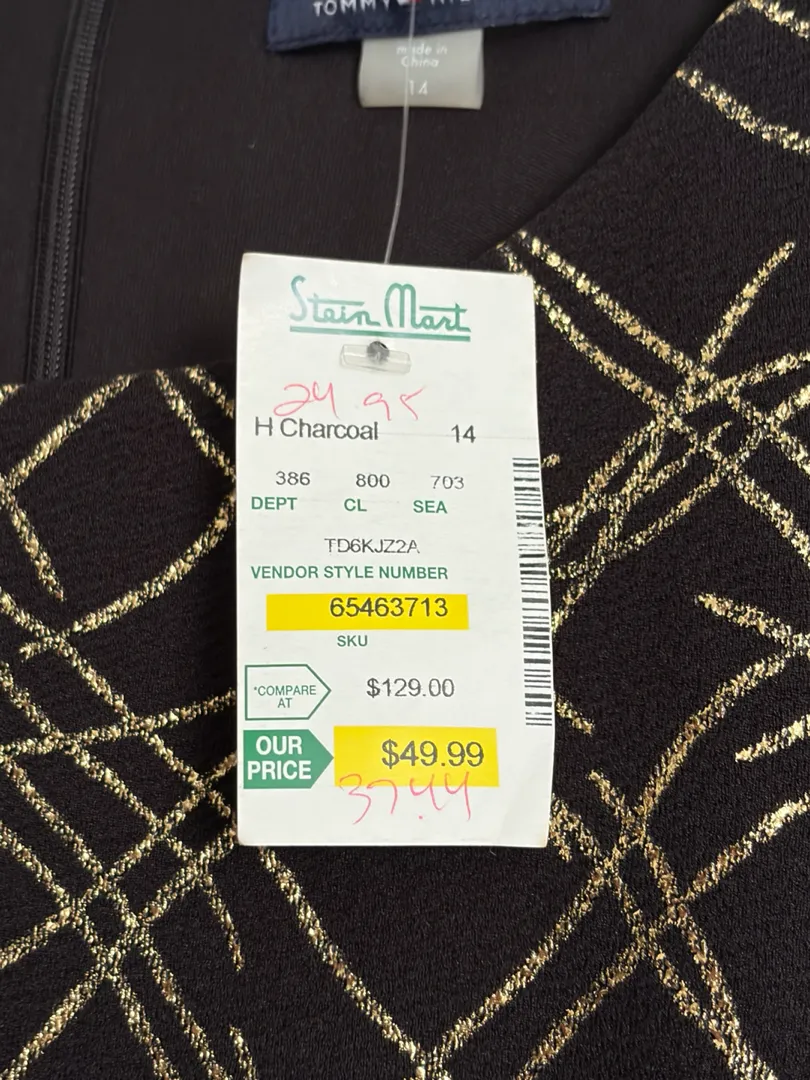 TOMMY
made in
China
14
Stein Mart
24.95
H Charcoal 14
386 800 703
DEPT CL SEA
TD6KJZ2A
VENDOR STYLE NUMBER
65463713
SKU
*COMPARE AT $129.00
OUR PRICE $49.99
37.44